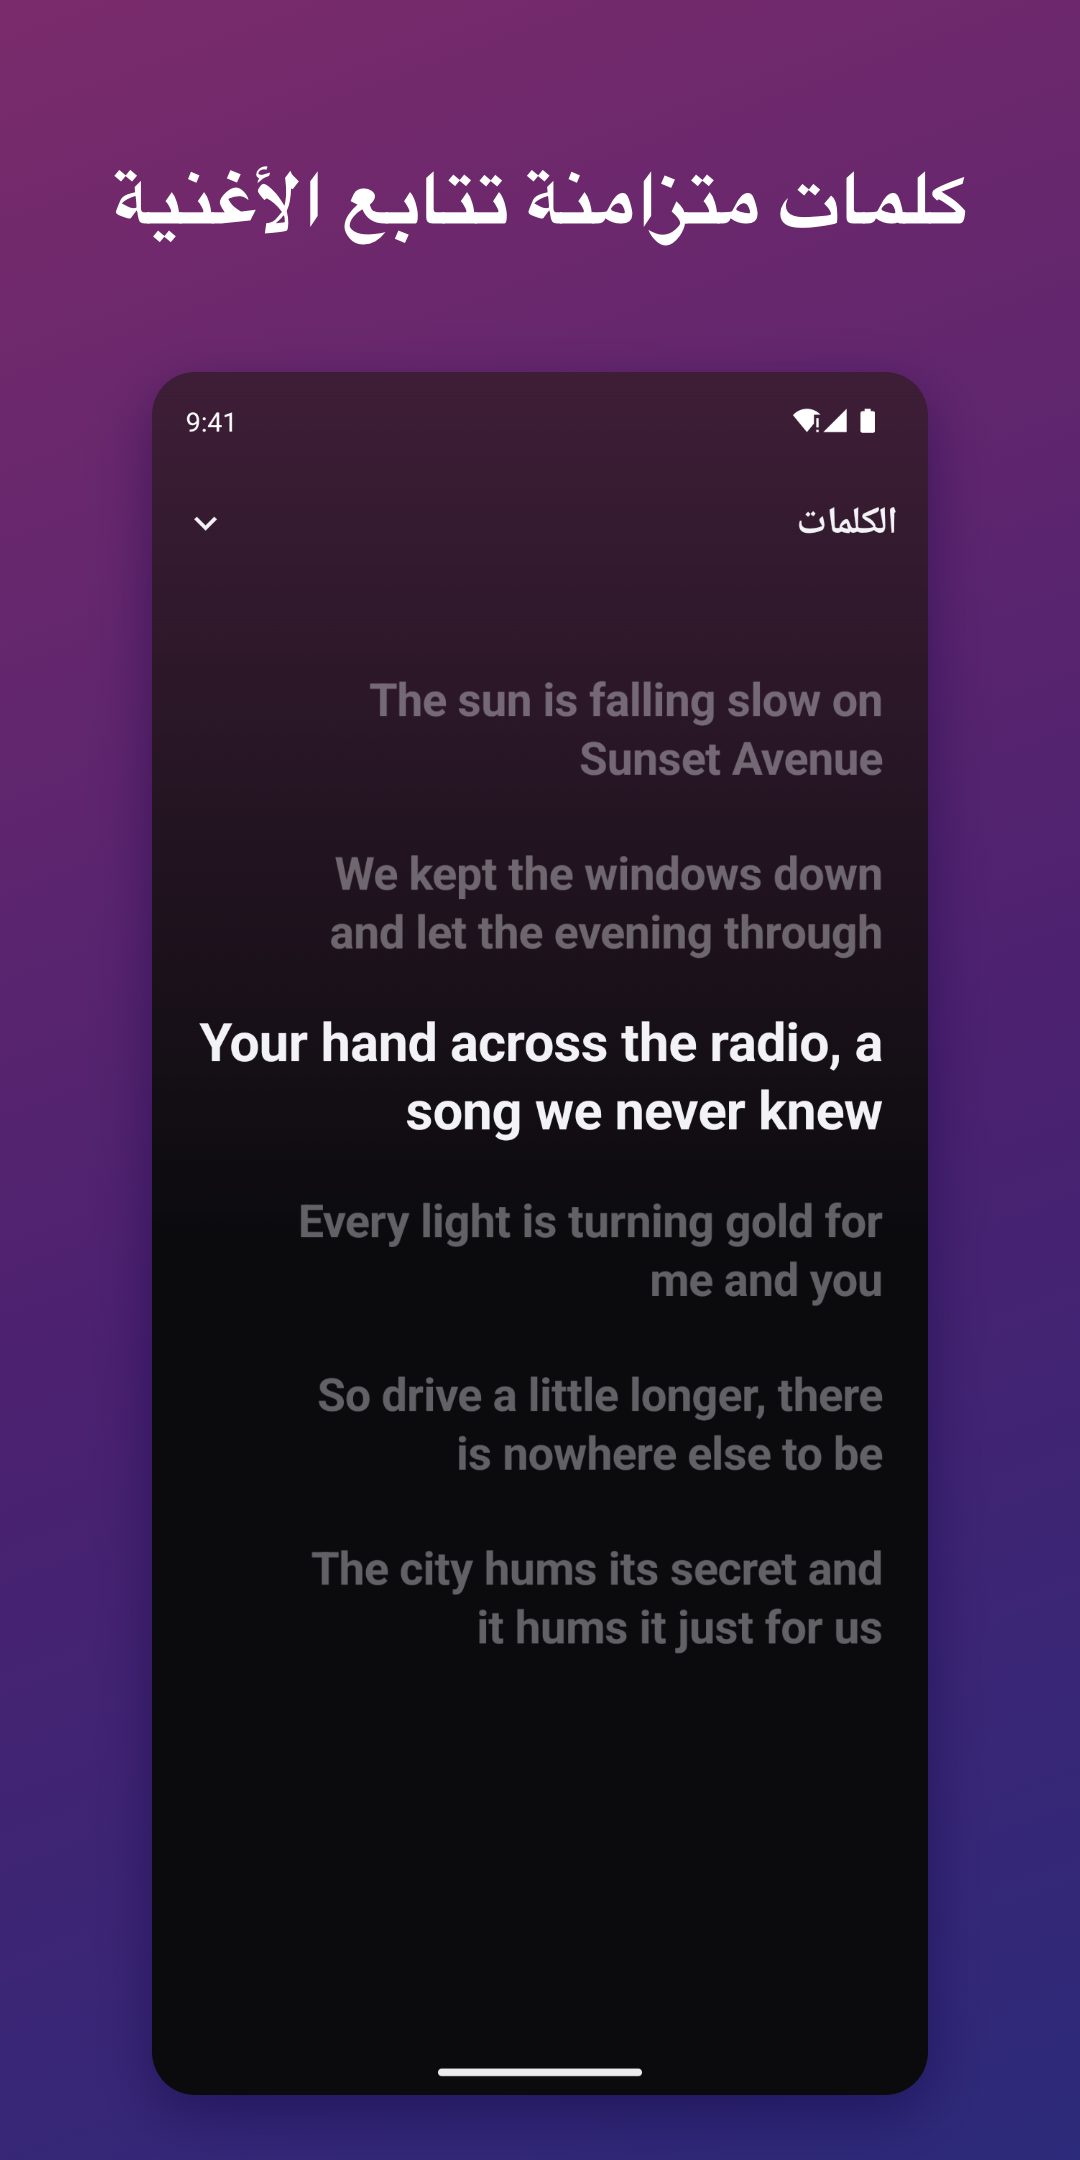 كلمات متزامنة تتابع الأغنية
9:41
الكلمات
The sun is falling slow on
Sunset Avenue
We kept the windows down
and let the evening through
Your hand across the radio, a
song we never knew
Every light is turning gold for
me and you
So drive a little longer, there
is nowhere else to be
The city hums its secret and
it hums it just for us